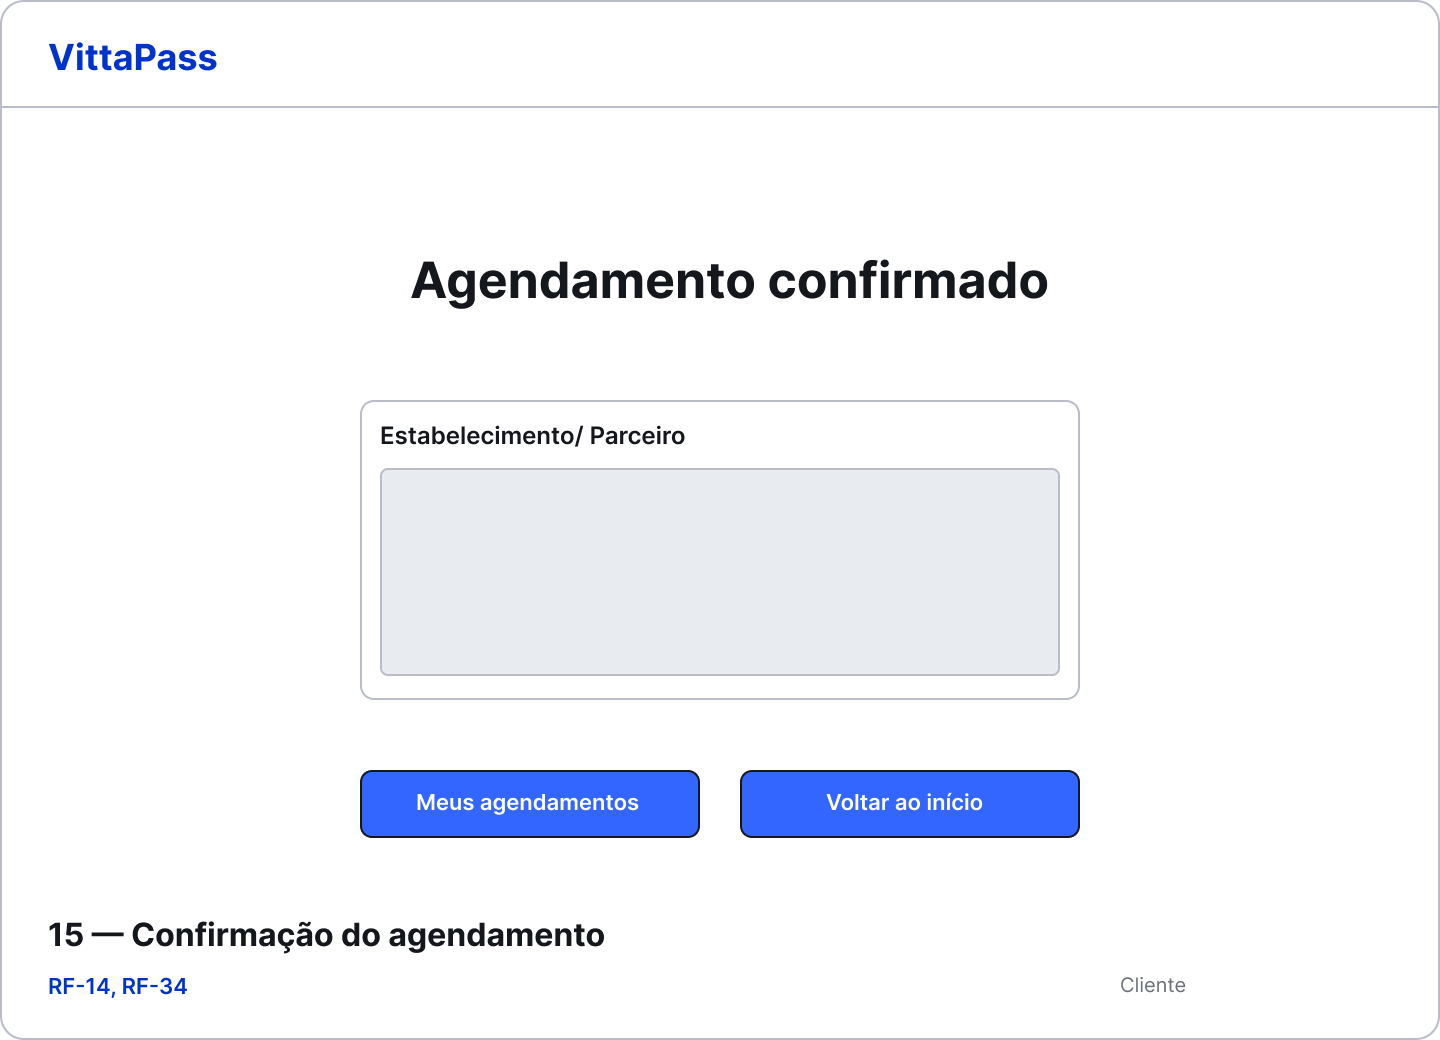 VittaPass
Agendamento confirmado
Estabelecimento/ Parceiro
Meus agendamentos
Voltar ao início
15 — Confirmação do agendamento
RF-14, RF-34
Cliente